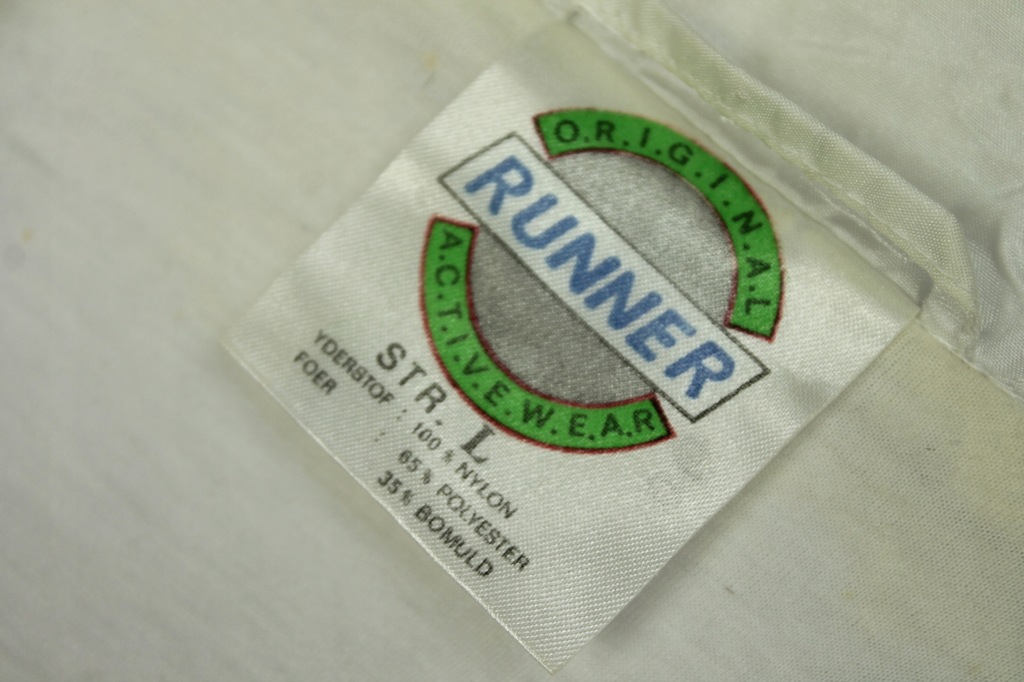 O.R.I.G.I.N.A.L
RUNNER
A.C.T.I.V.E.W.E.A.R
STR. L
YDERSTOF : 100% NYLON
FOER : 65% POLYESTER
35% BOMULD